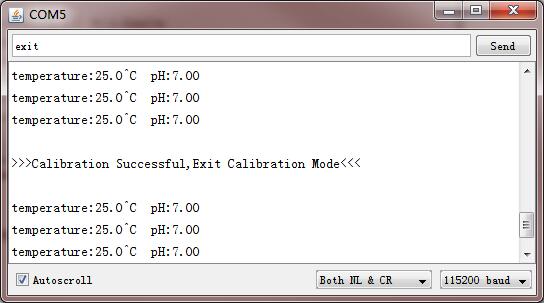 COM5
exit
Send
temperature:25.0^C  pH:7.00
temperature:25.0^C  pH:7.00
temperature:25.0^C  pH:7.00
>>>Calibration Successful,Exit Calibration Mode<<<
temperature:25.0^C  pH:7.00
temperature:25.0^C  pH:7.00
temperature:25.0^C  pH:7.00
Autoscroll
Both NL & CR
115200 baud